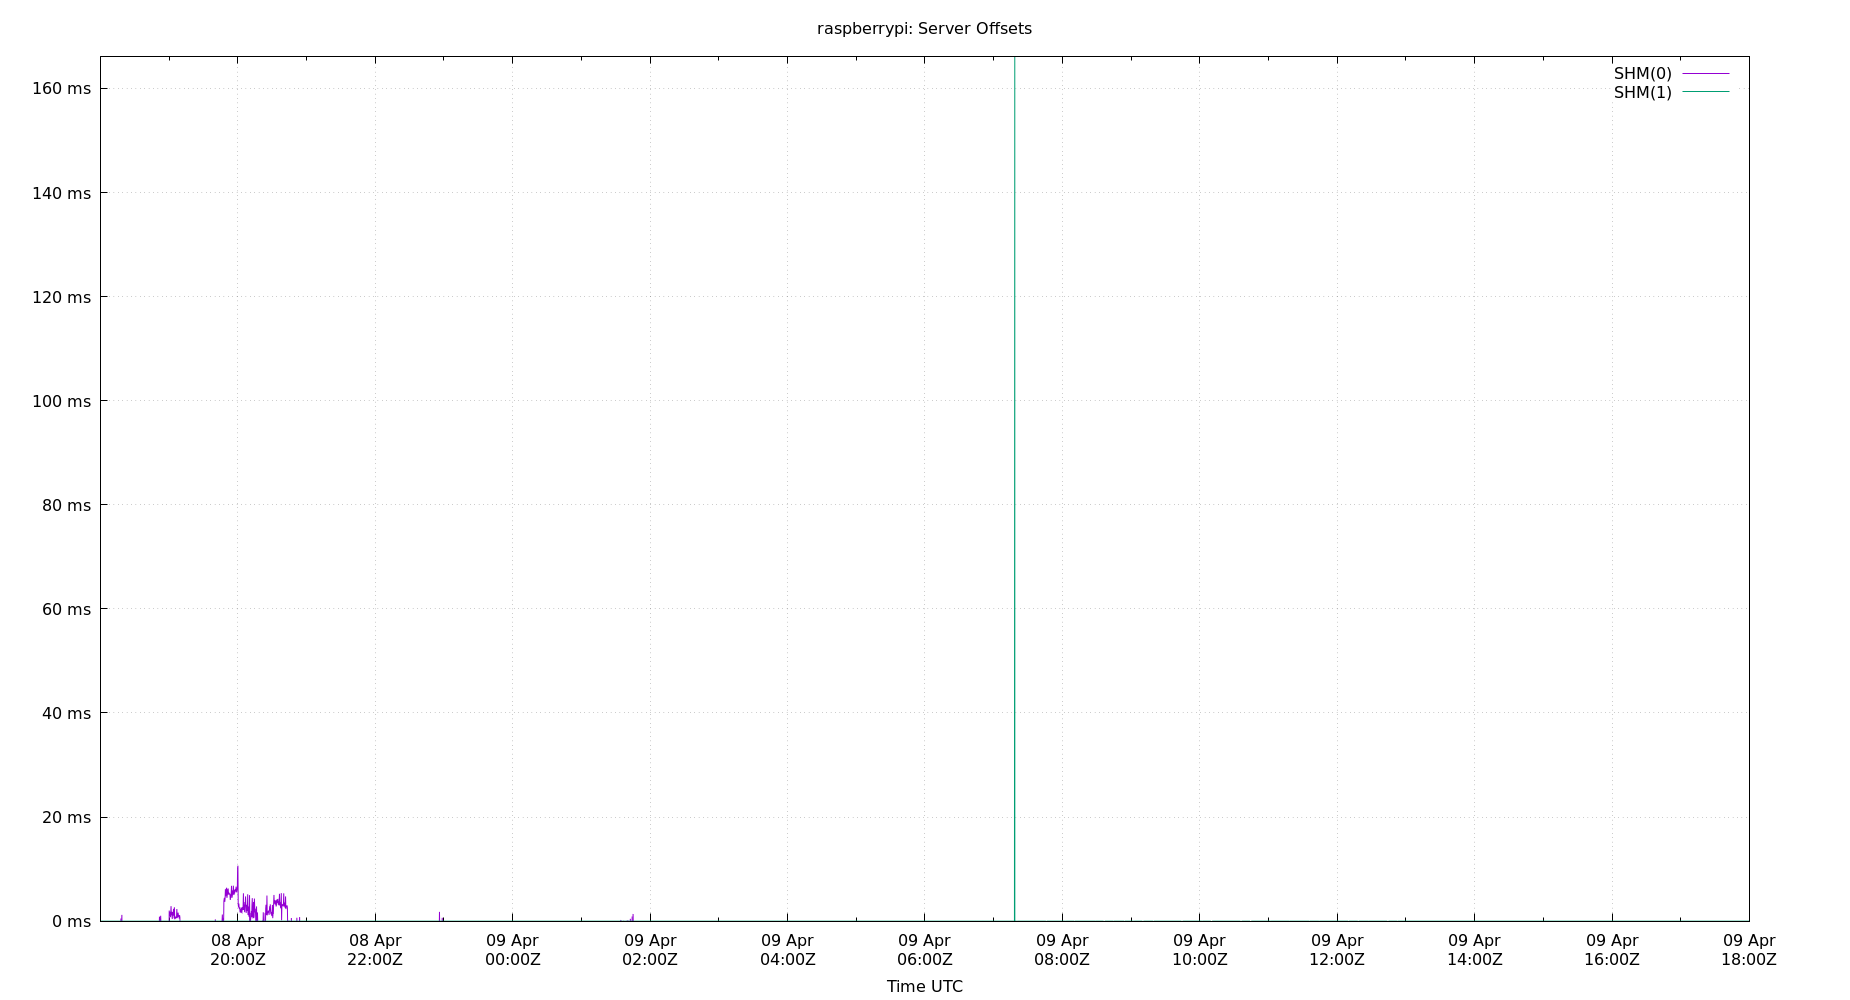 raspberrypi: Server Offsets
SHM(0)
SHM(1)
160 ms
140 ms
120 ms
100 ms
80 ms
60 ms
40 ms
20 ms
0 ms
08 Apr 08 Apr 09 Apr 09 Apr 09 Apr 09 Apr 09 Apr 09 Apr 09 Apr 09 Apr 09 Apr 09 Apr
20:00Z 22:00Z 00:00Z 02:00Z 04:00Z 06:00Z 08:00Z 10:00Z 12:00Z 14:00Z 16:00Z 18:00Z
Time UTC